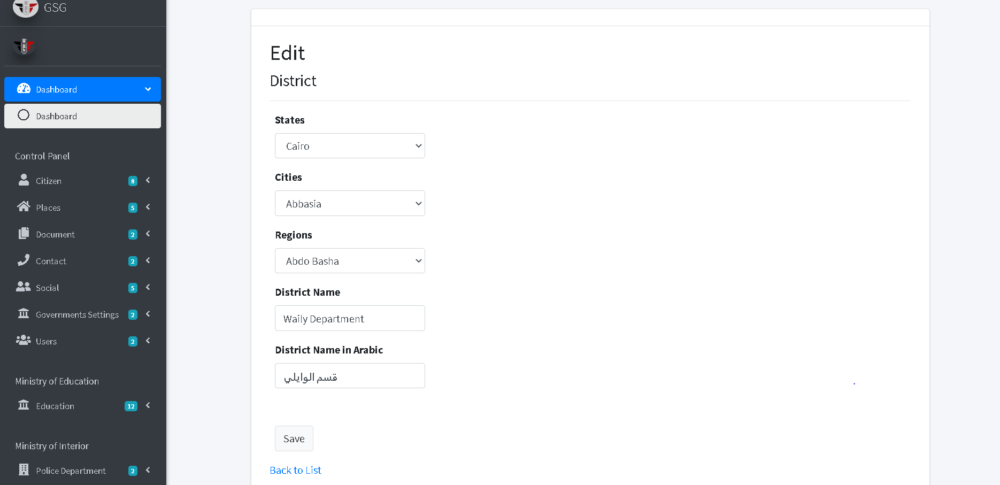 GSG
Dashboard
Dashboard
Control Panel
Citizen 8
Places 5
Document 2
Contact 2
Social 5
Governments Settings 2
Users 2
Ministry of Education
Education 12
Ministry of Interior
Police Department 2
Edit
District
States
Cairo
Cities
Abbasia
Regions
Abdo Basha
District Name
Waily Department
District Name in Arabic
قسم الوايلي
Save
Back to List